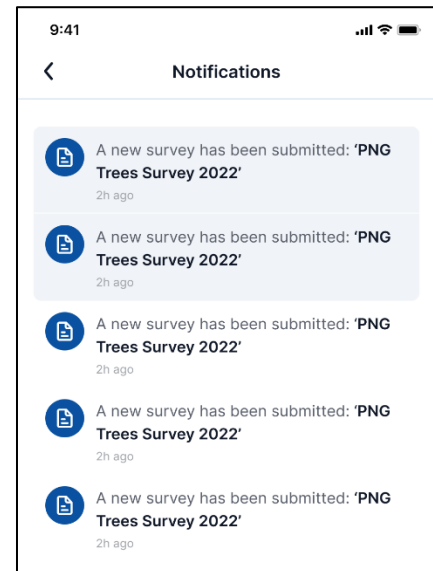 9:41
Notifications
A new survey has been submitted: ‘PNG
Trees Survey 2022’
2h ago
A new survey has been submitted: ‘PNG
Trees Survey 2022’
2h ago
A new survey has been submitted: ‘PNG
Trees Survey 2022’
2h ago
A new survey has been submitted: ‘PNG
Trees Survey 2022’
2h ago
A new survey has been submitted: ‘PNG
Trees Survey 2022’
2h ago